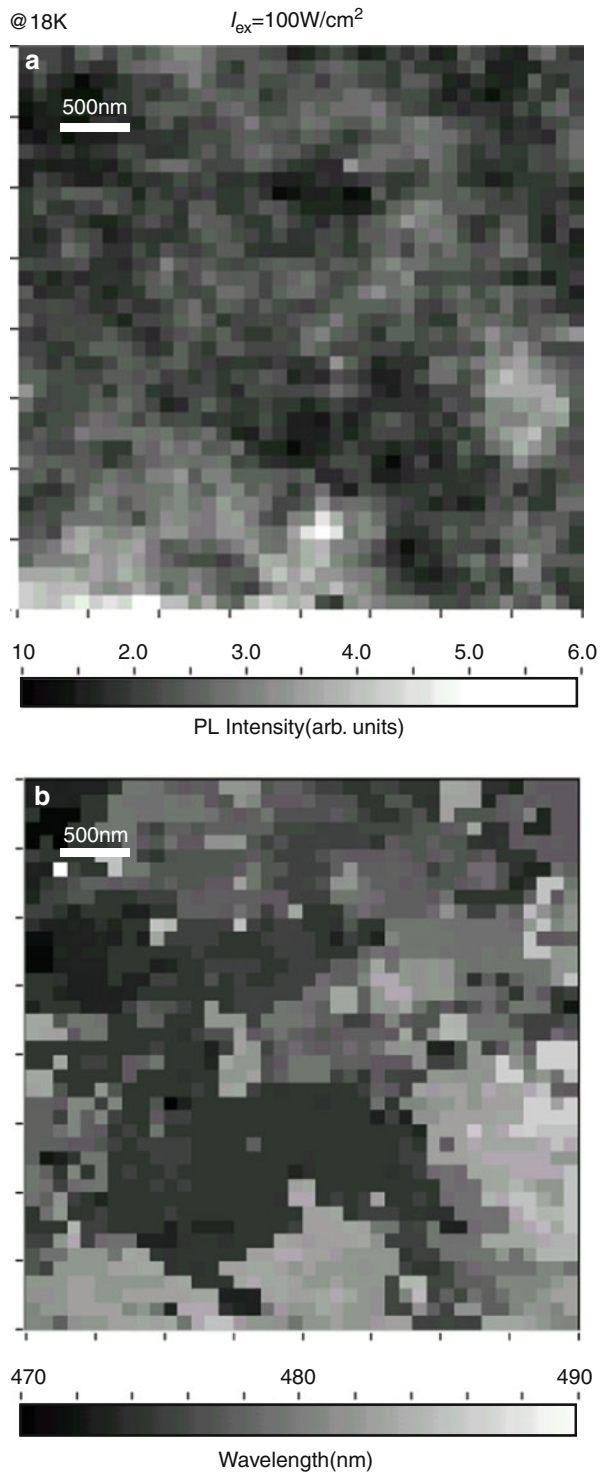 @18K I_ex=100W/cm²
a
500nm
10 2.0 3.0 4.0 5.0 6.0
PL Intensity(arb. units)
b
500nm
470 480 490
Wavelength(nm)